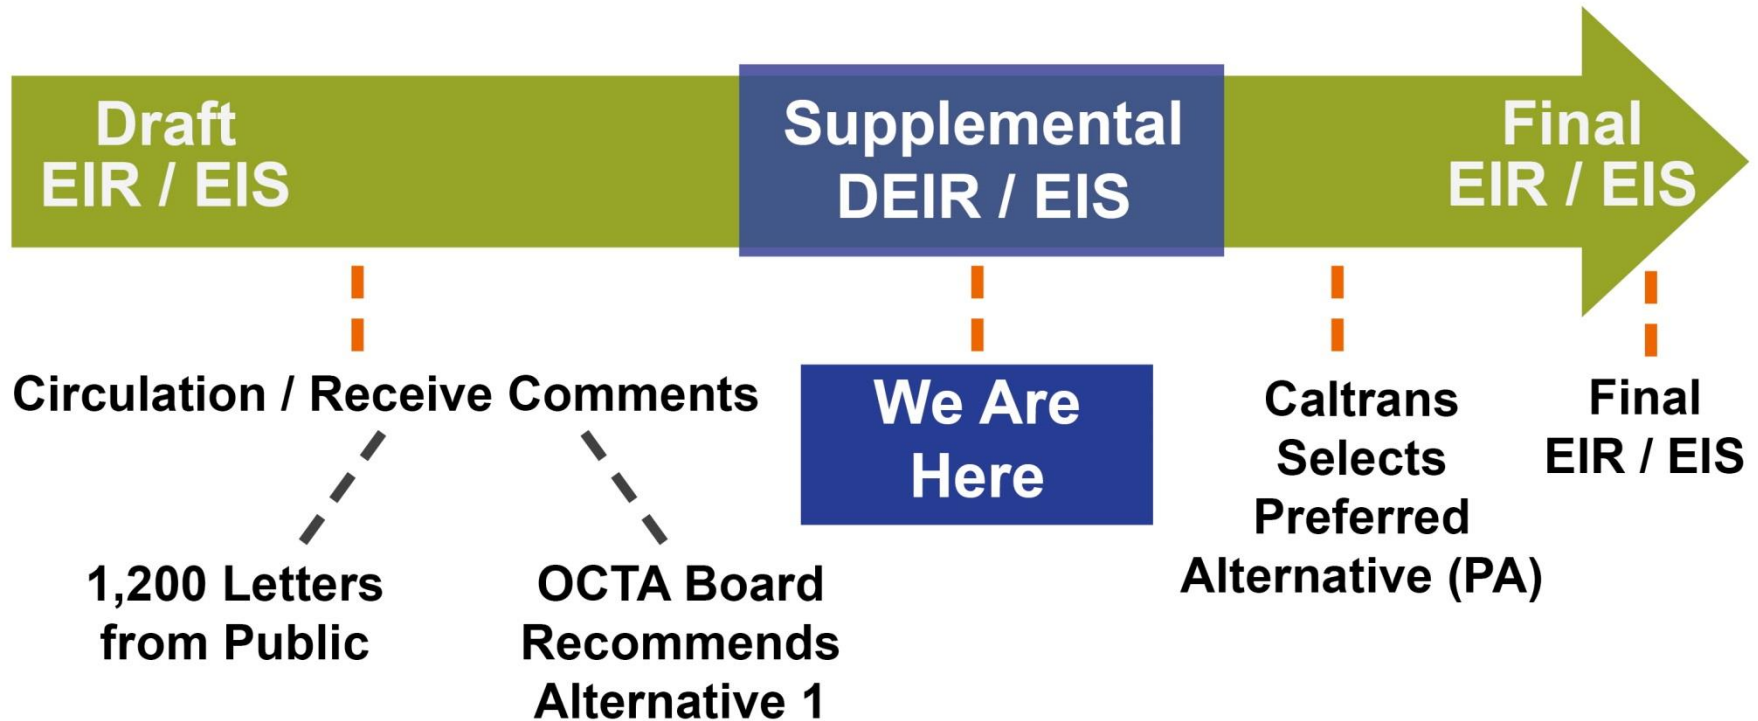 Draft
EIR / EIS
Supplemental
DEIR / EIS
Final
EIR / EIS
Circulation / Receive Comments
1,200 Letters
from Public
OCTA Board
Recommends
Alternative 1
We Are
Here
Caltrans
Selects
Preferred
Alternative (PA)
Final
EIR / EIS